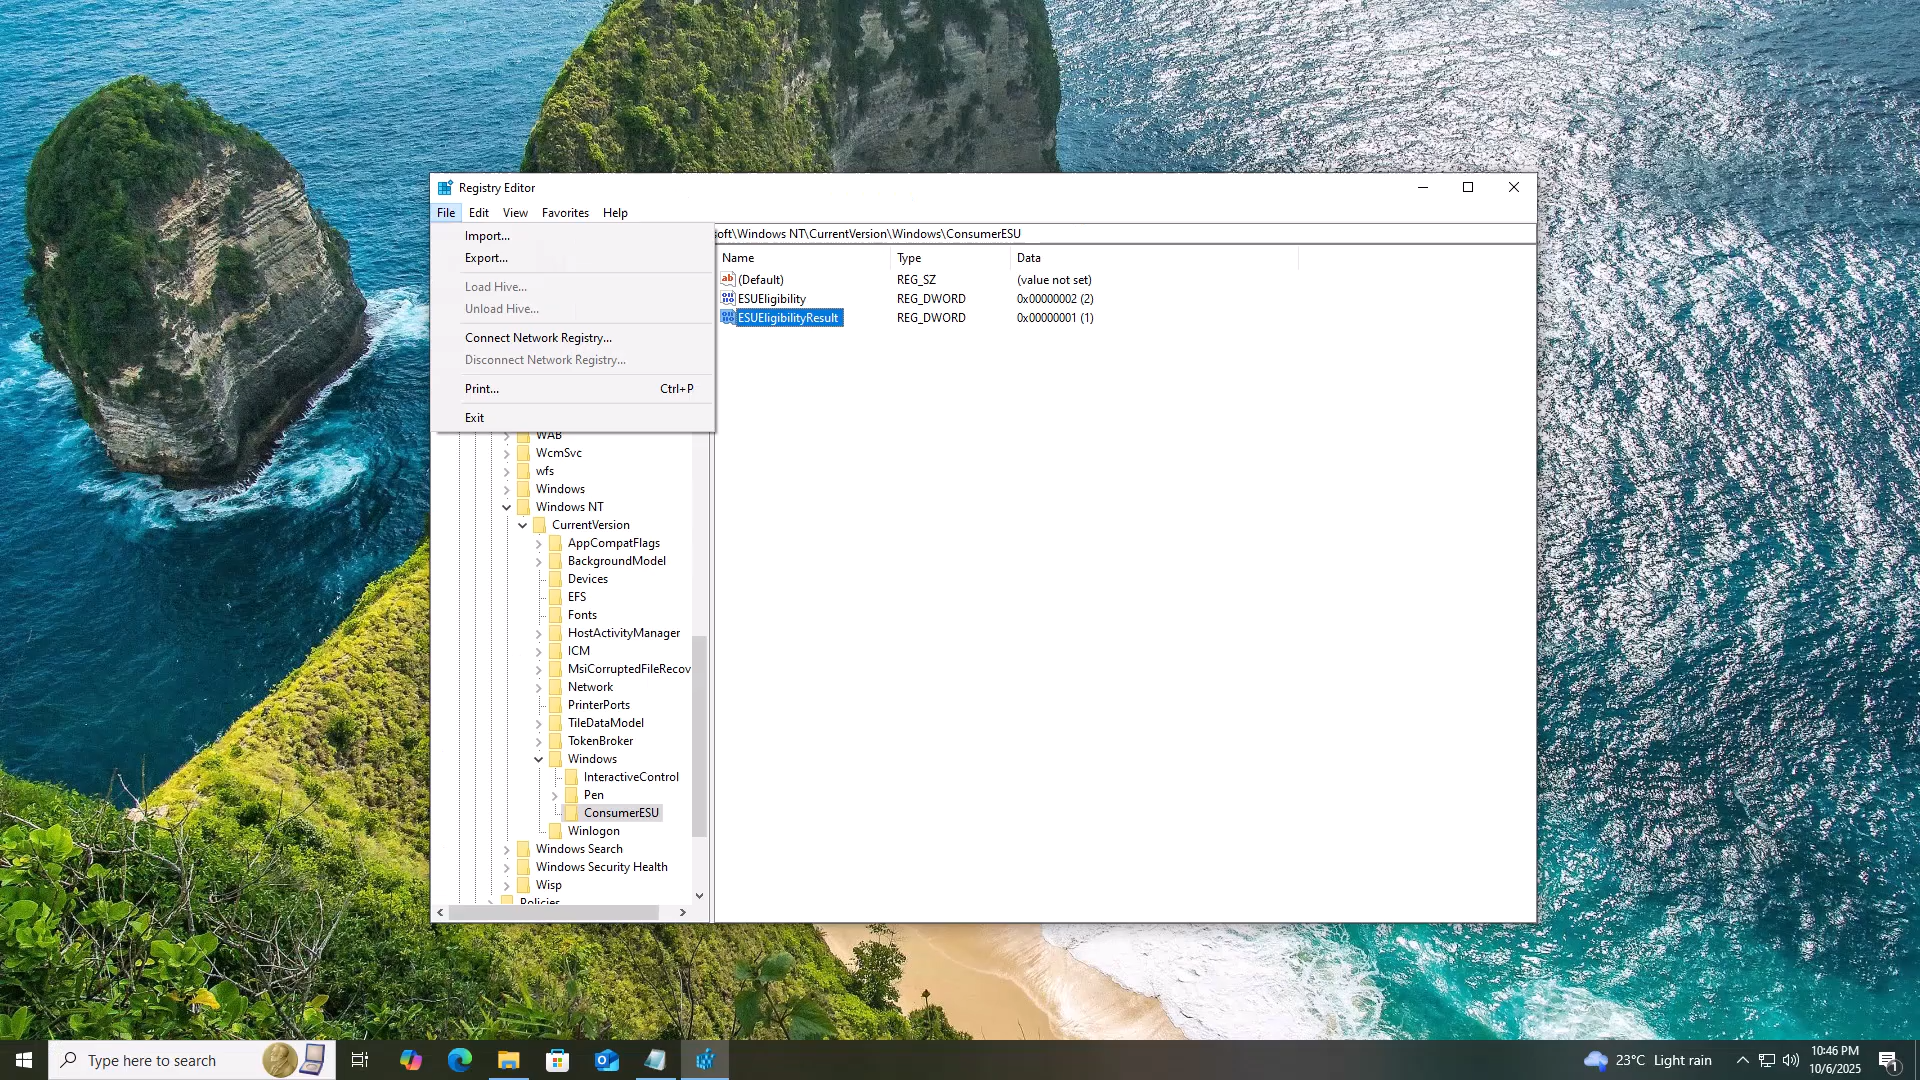 Registry Editor
File Edit View Favorites Help
Import...
Export...
Load Hive...
Unload Hive...
Connect Network Registry...
Disconnect Network Registry...
Print... Ctrl+P
Exit
oft\Windows NT\CurrentVersion\Windows\ConsumerESU
Name Type Data
(Default) REG_SZ (value not set)
ESUEligibility REG_DWORD 0x00000002 (2)
ESUEligibilityResult REG_DWORD 0x00000001 (1)
WAB
WcmSvc
wfs
Windows
Windows NT
CurrentVersion
AppCompatFlags
BackgroundModel
Devices
EFS
Fonts
HostActivityManager
ICM
MsiCorruptedFileRecov
Network
PrinterPorts
TileDataModel
TokenBroker
Windows
InteractiveControl
Pen
ConsumerESU
Winlogon
Windows Search
Windows Security Health
Wisp
Policies
Type here to search
23°C Light rain
10:46 PM
10/6/2025
1